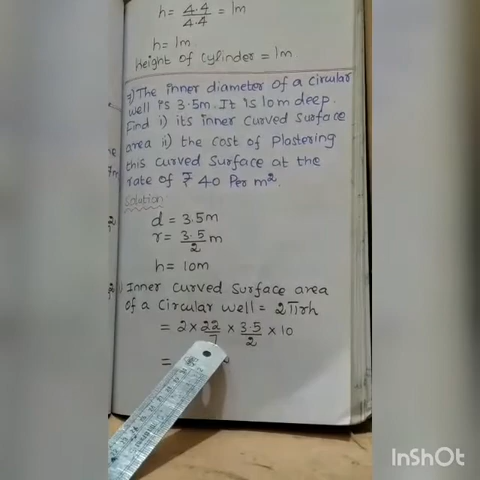 h = 4.4/4.4 = 1m
h = 1m
Height of cylinder = 1m.
7) The inner diameter of a circular
well is 3.5m. It is 10m deep.
Find i) its inner curved surface
area ii) the cost of Plastering
this curved surface at the
rate of ₹ 40 Per m².
Solution
d = 3.5m
r = 3.5/2 m
h = 10m
i) Inner curved surface area
of a circular well = 2πrh
= 2 × 22/7 × 3.5/2 × 10
=
InShOt